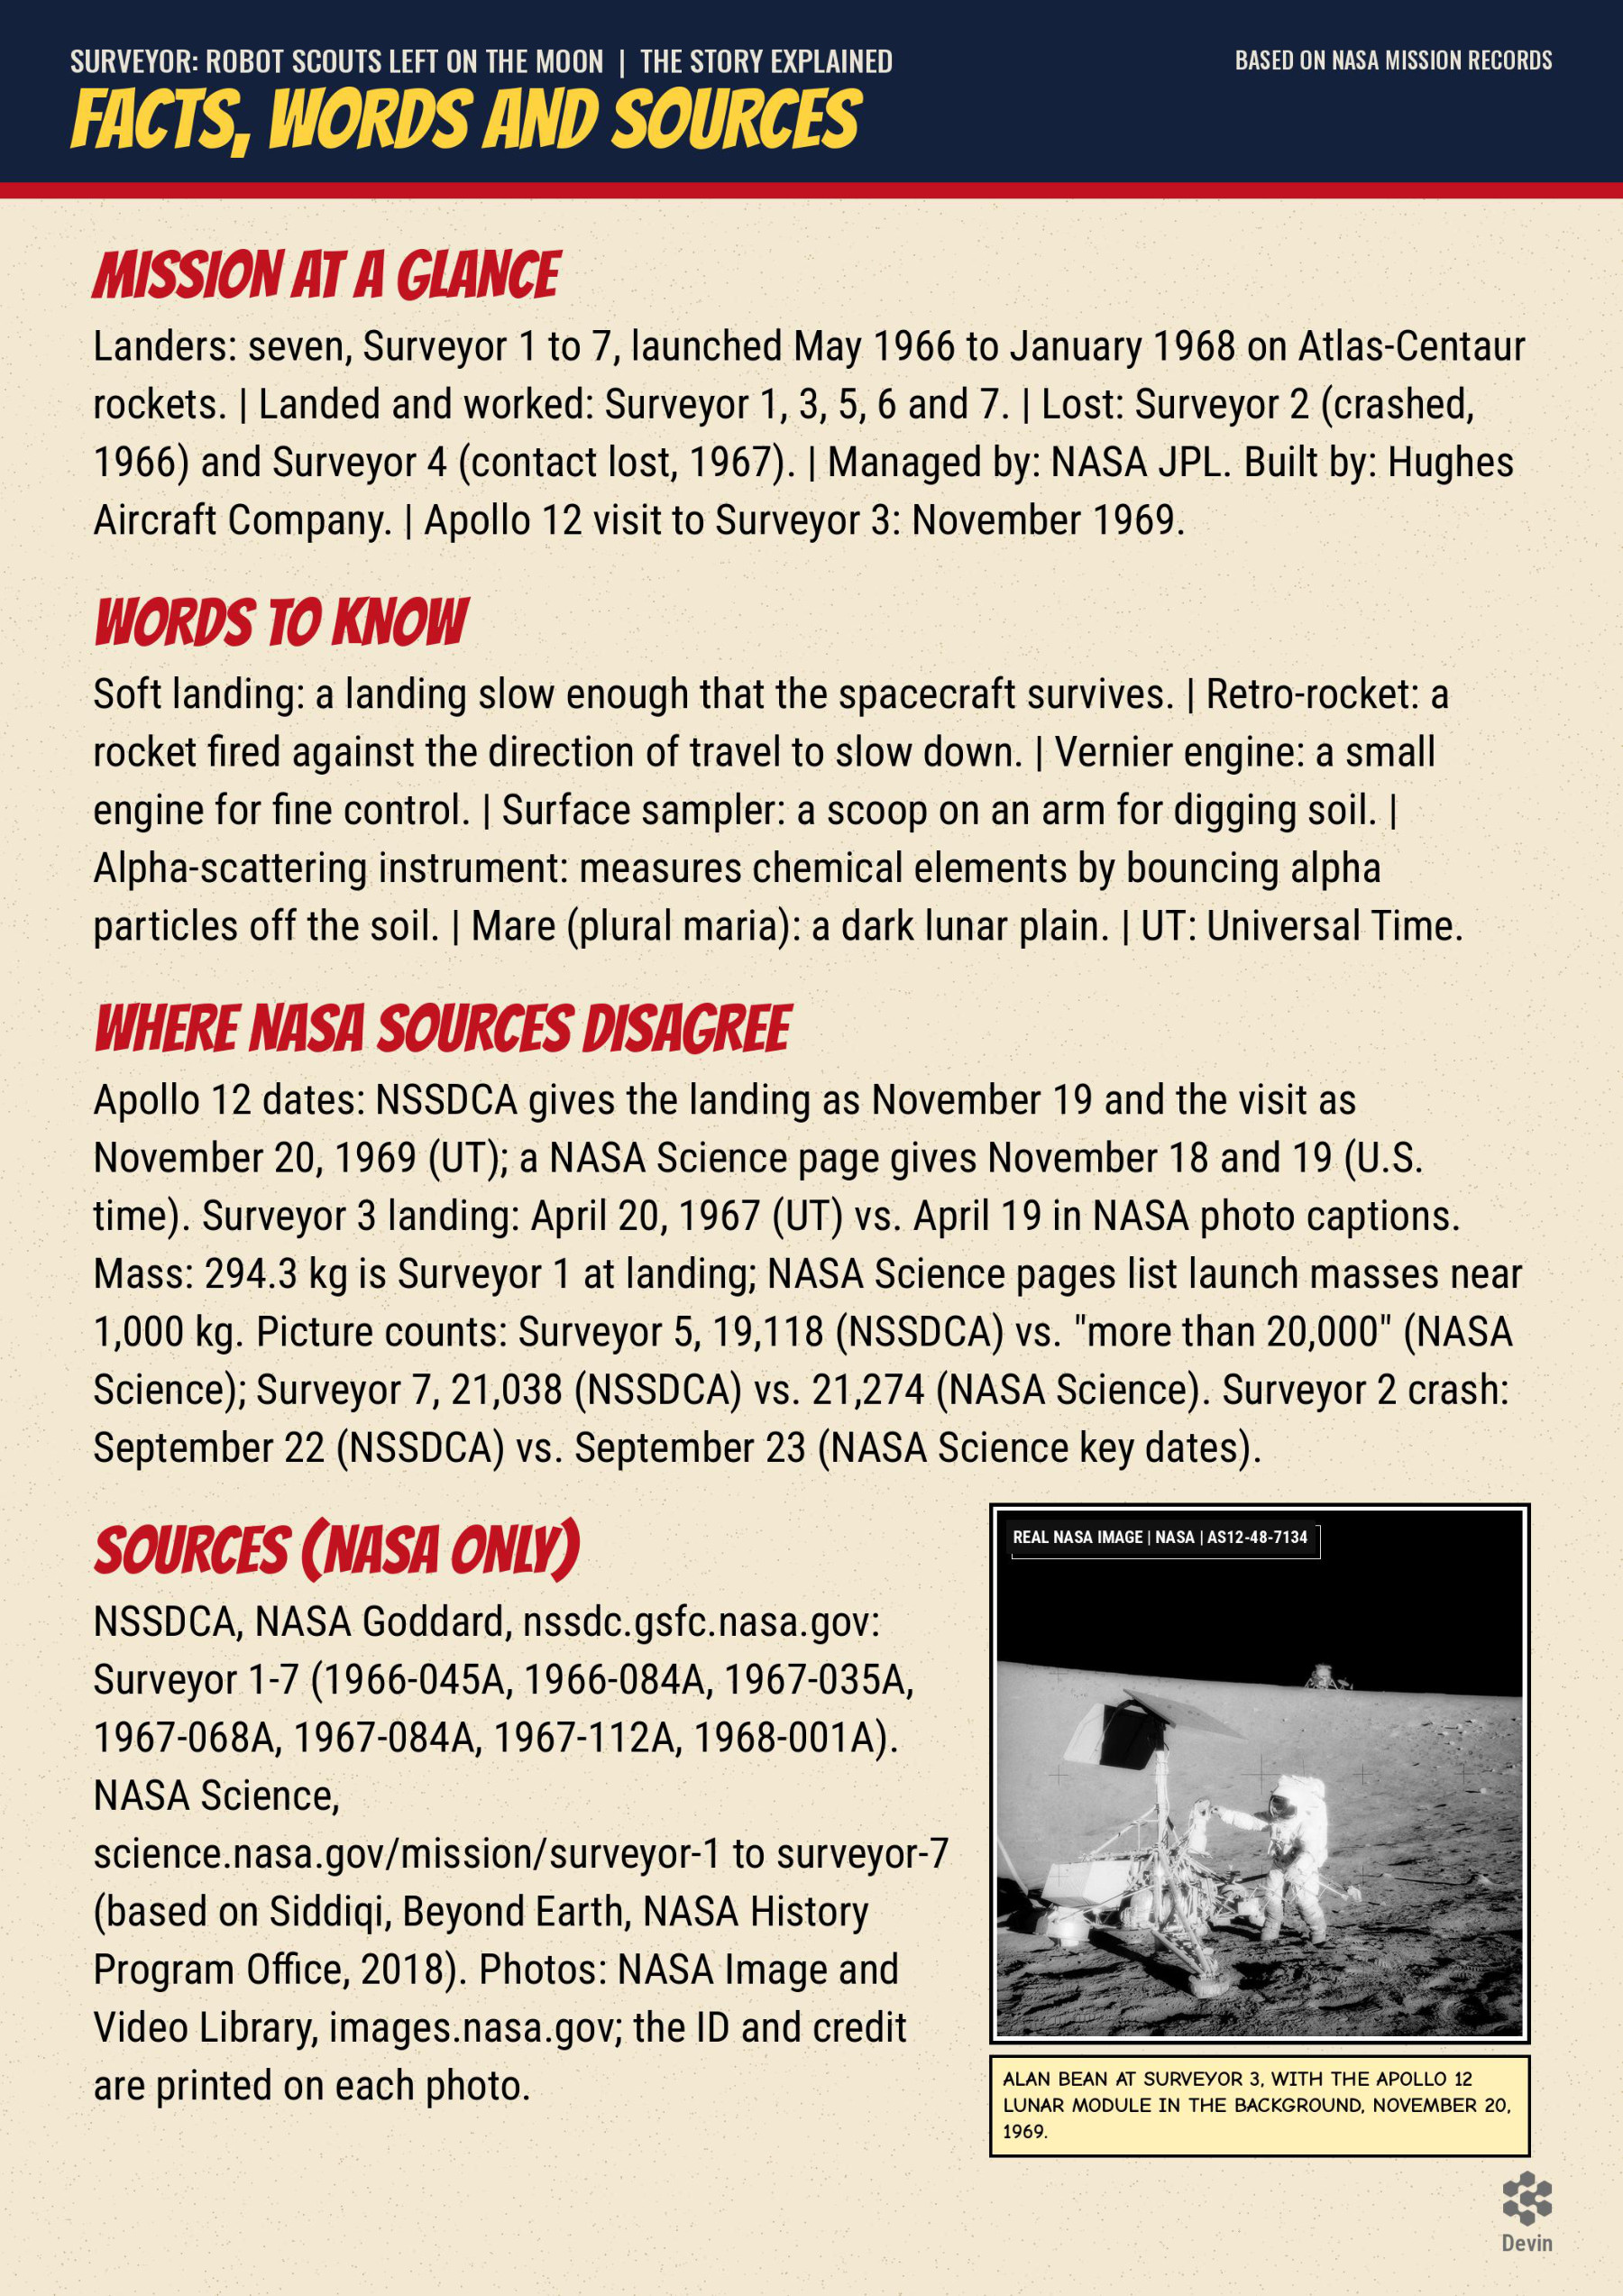 SURVEYOR: ROBOT SCOUTS LEFT ON THE MOON | THE STORY EXPLAINED
BASED ON NASA MISSION RECORDS
FACTS, WORDS AND SOURCES
MISSION AT A GLANCE
Landers: seven, Surveyor 1 to 7, launched May 1966 to January 1968 on Atlas-Centaur
rockets. | Landed and worked: Surveyor 1, 3, 5, 6 and 7. | Lost: Surveyor 2 (crashed,
1966) and Surveyor 4 (contact lost, 1967). | Managed by: NASA JPL. Built by: Hughes
Aircraft Company. | Apollo 12 visit to Surveyor 3: November 1969.
WORDS TO KNOW
Soft landing: a landing slow enough that the spacecraft survives. | Retro-rocket: a
rocket fired against the direction of travel to slow down. | Vernier engine: a small
engine for fine control. | Surface sampler: a scoop on an arm for digging soil. |
Alpha-scattering instrument: measures chemical elements by bouncing alpha
particles off the soil. | Mare (plural maria): a dark lunar plain. | UT: Universal Time.
WHERE NASA SOURCES DISAGREE
Apollo 12 dates: NSSDCA gives the landing as November 19 and the visit as
November 20, 1969 (UT); a NASA Science page gives November 18 and 19 (U.S.
time). Surveyor 3 landing: April 20, 1967 (UT) vs. April 19 in NASA photo captions.
Mass: 294.3 kg is Surveyor 1 at landing; NASA Science pages list launch masses near
1,000 kg. Picture counts: Surveyor 5, 19,118 (NSSDCA) vs. "more than 20,000" (NASA
Science); Surveyor 7, 21,038 (NSSDCA) vs. 21,274 (NASA Science). Surveyor 2 crash:
September 22 (NSSDCA) vs. September 23 (NASA Science key dates).
SOURCES (NASA ONLY)
NSSDCA, NASA Goddard, nssdc.gsfc.nasa.gov:
Surveyor 1-7 (1966-045A, 1966-084A, 1967-035A,
1967-068A, 1967-084A, 1967-112A, 1968-001A).
NASA Science,
science.nasa.gov/mission/surveyor-1 to surveyor-7
(based on Siddiqi, Beyond Earth, NASA History
Program Office, 2018). Photos: NASA Image and
Video Library, images.nasa.gov; the ID and credit
are printed on each photo.
REAL NASA IMAGE | NASA | AS12-48-7134
ALAN BEAN AT SURVEYOR 3, WITH THE APOLLO 12
LUNAR MODULE IN THE BACKGROUND, NOVEMBER 20,
1969.
Devin